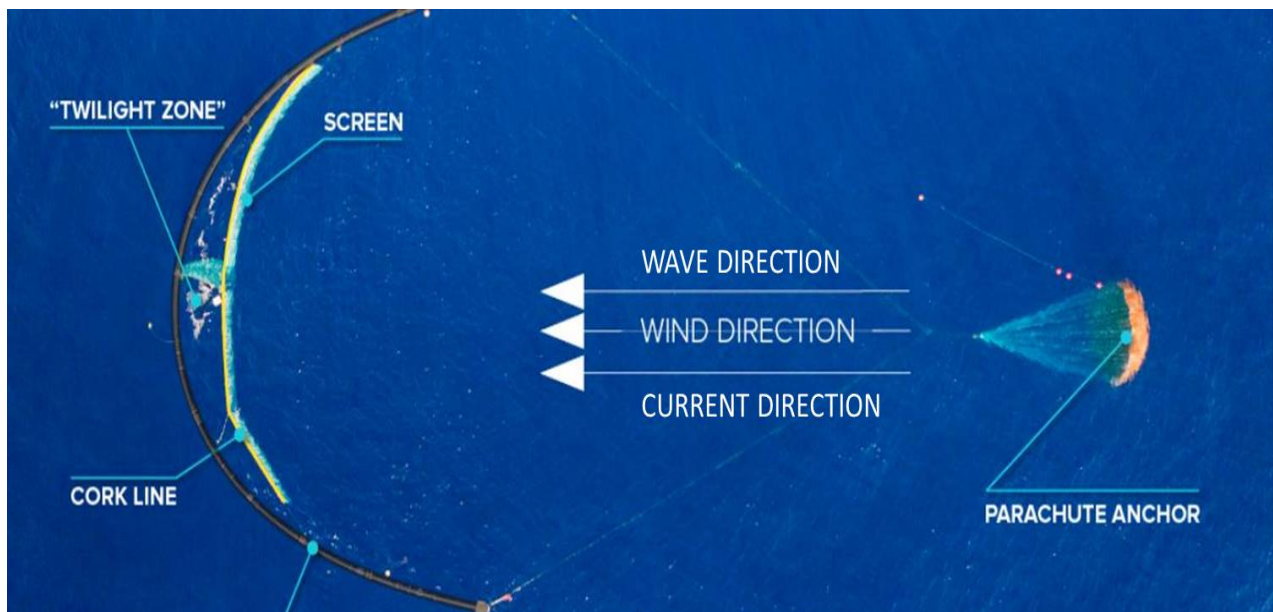 “TWILIGHT ZONE”
SCREEN
WAVE DIRECTION
WIND DIRECTION
CURRENT DIRECTION
CORK LINE
PARACHUTE ANCHOR